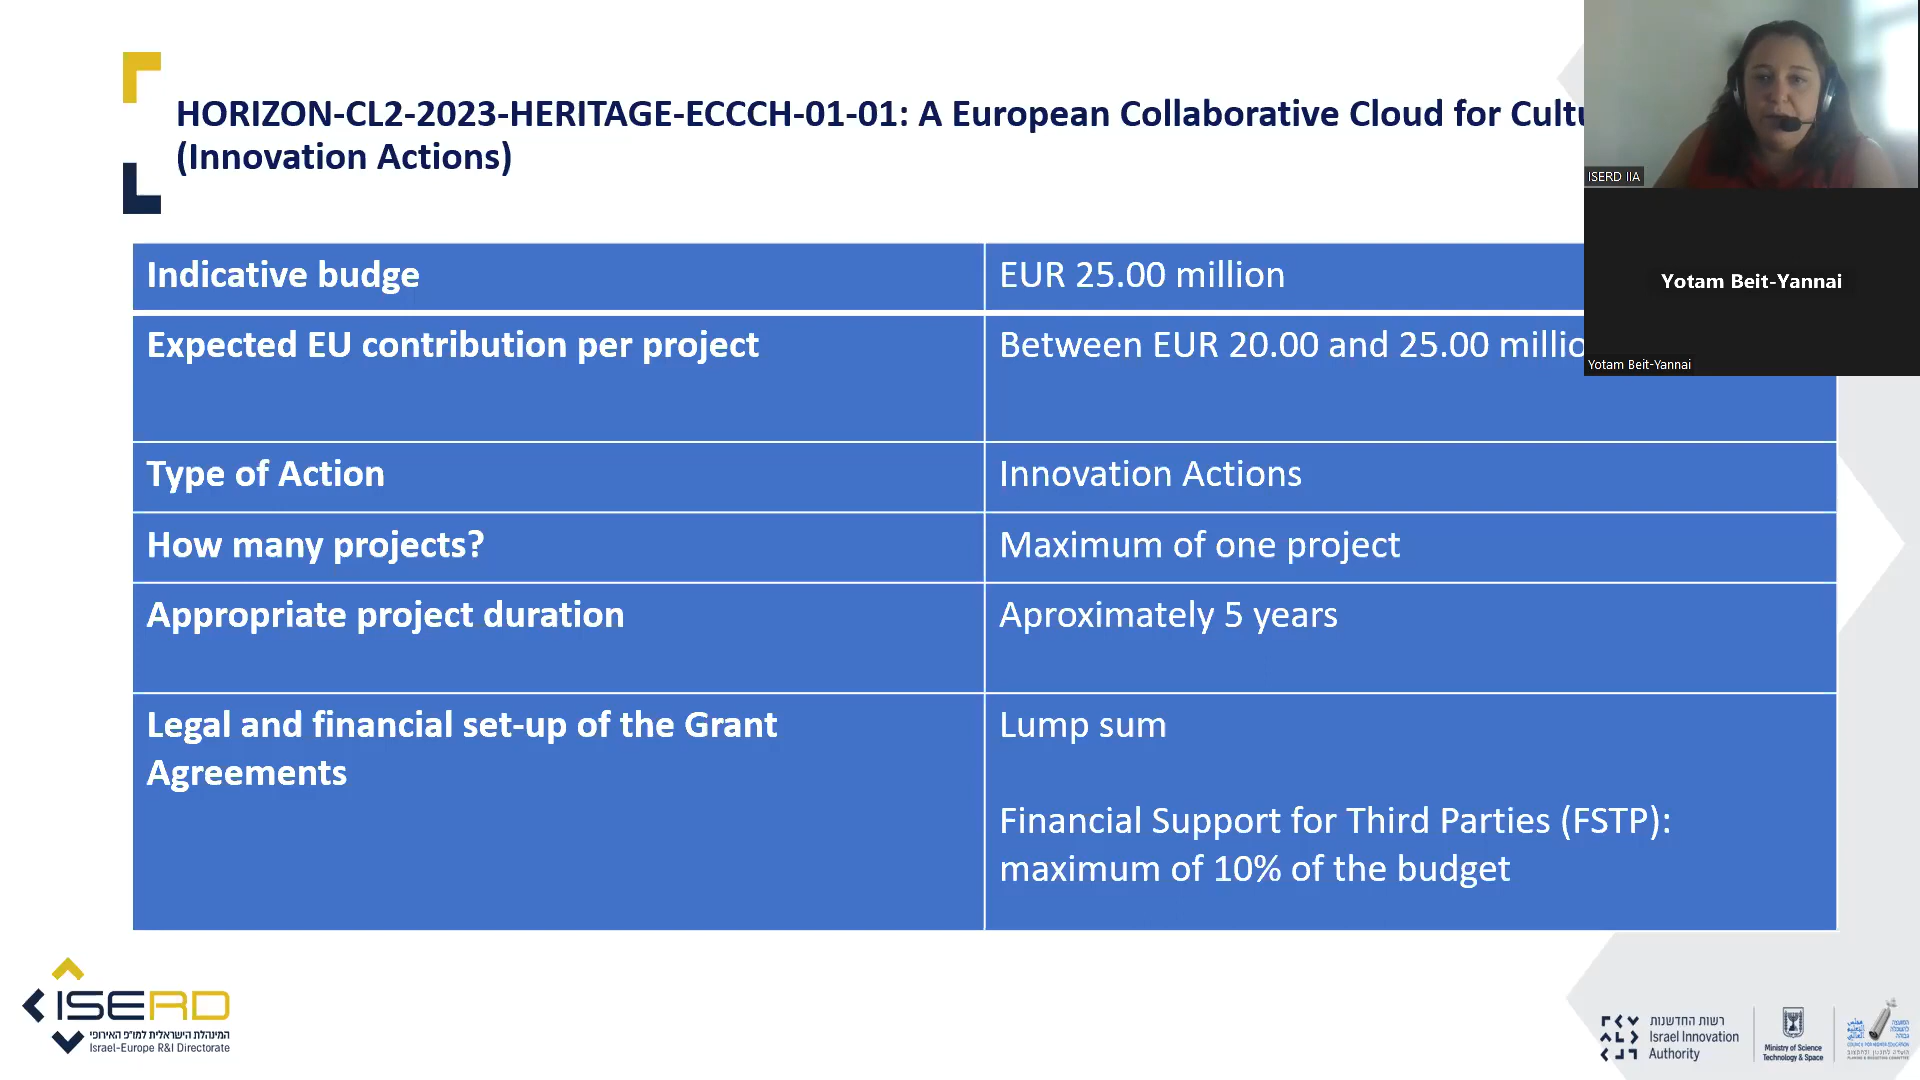 HORIZON-CL2-2023-HERITAGE-ECCCH-01-01: A European Collaborative Cloud for Cultu
(Innovation Actions)
ISERD IIA
Yotam Beit-Yannai
Yotam Beit-Yannai
Indicative budge
EUR 25.00 million
Expected EU contribution per project
Between EUR 20.00 and 25.00 millio
Type of Action
Innovation Actions
How many projects?
Maximum of one project
Appropriate project duration
Aproximately 5 years
Legal and financial set-up of the Grant
Agreements
Lump sum
Financial Support for Third Parties (FSTP):
maximum of 10% of the budget
ISERD
המינהלת הישראלית למו״פ האירופי
Israel-Europe R&I Directorate
רשות החדשנות
Israel Innovation
Authority
Ministry of Science
Technology & Space